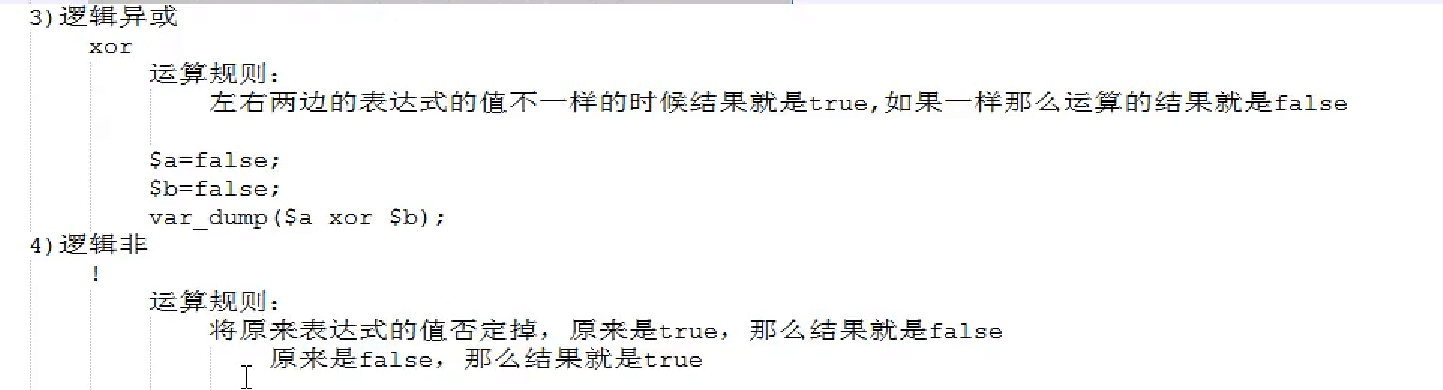 3)逻辑异或
xor
运算规则:
左右两边的表达式的值不一样的时候结果就是true,如果一样那么运算的结果就是false
$a=false;
$b=false;
var_dump($a xor $b);
4)逻辑非
!
运算规则:
将原来表达式的值否定掉，原来是true，那么结果就是false
原来是false，那么结果就是true